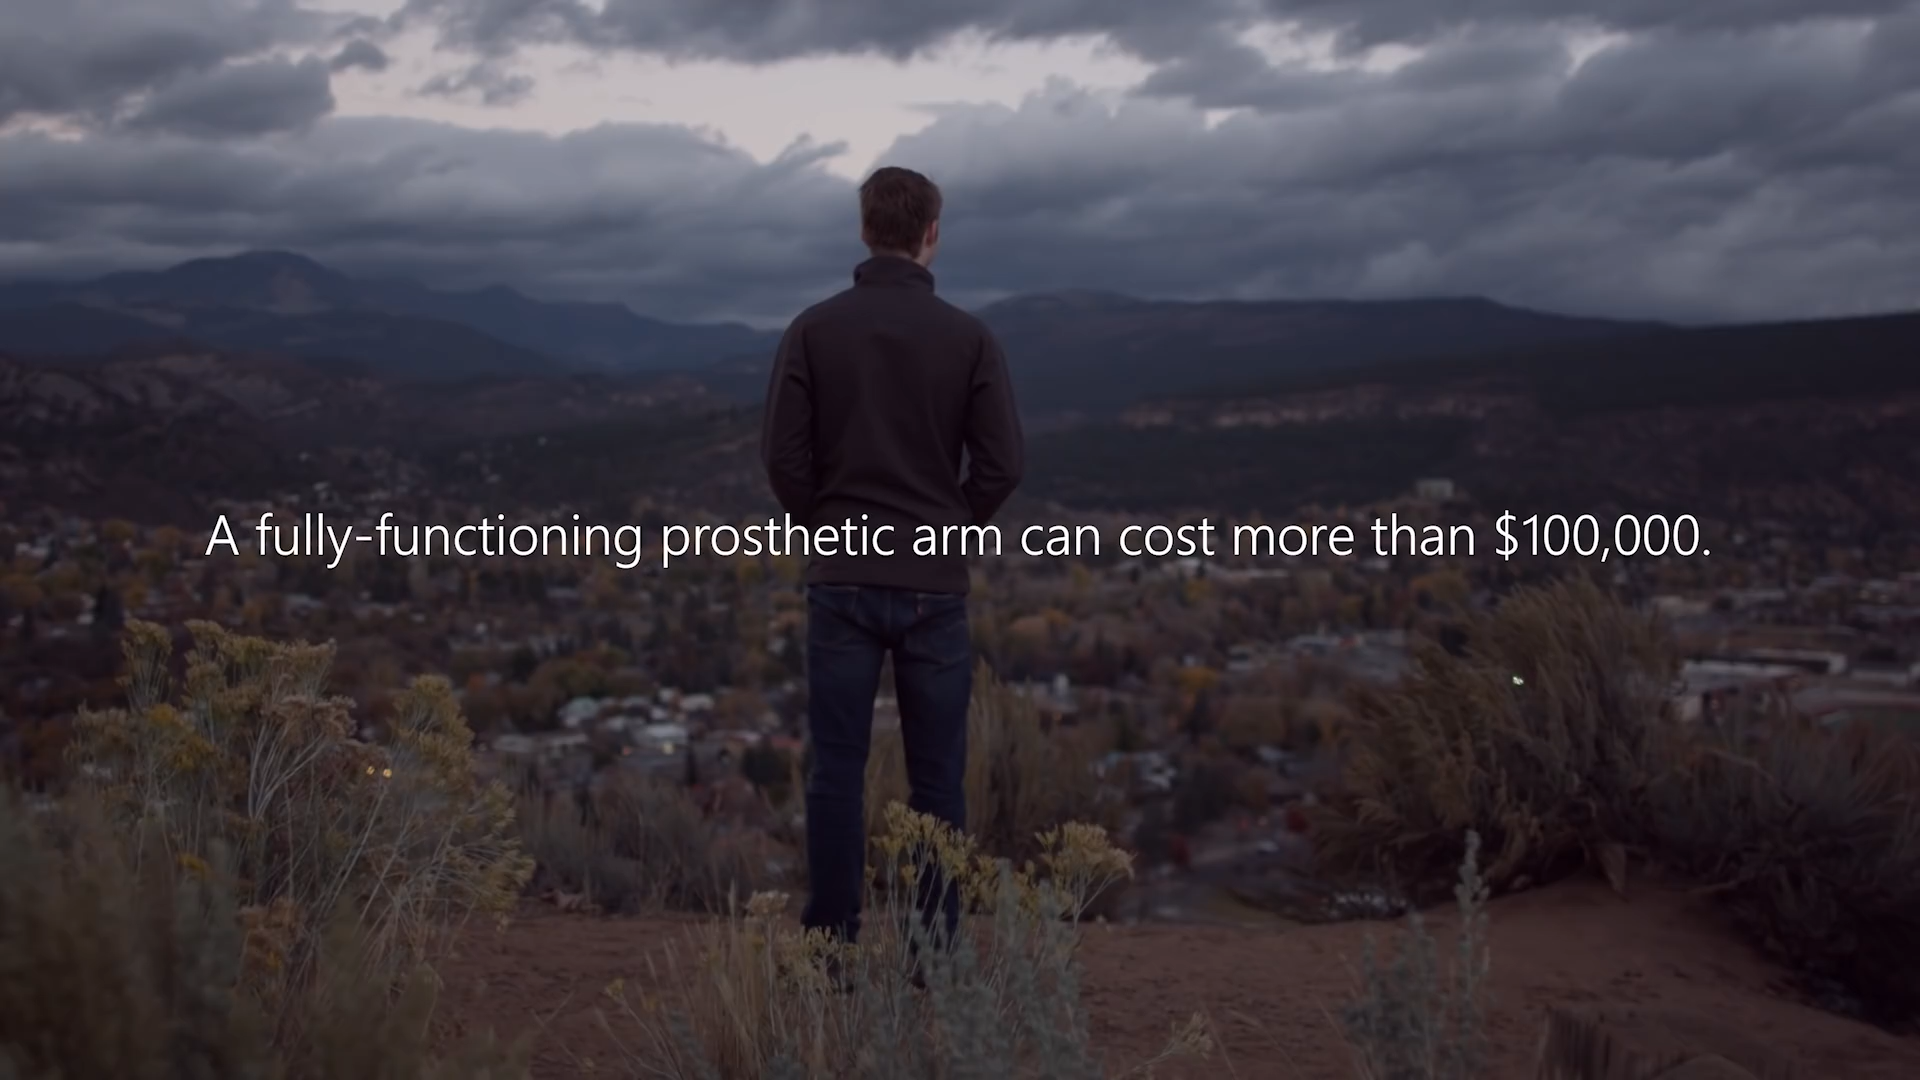 A fully-functioning prosthetic arm can cost more than $100,000.